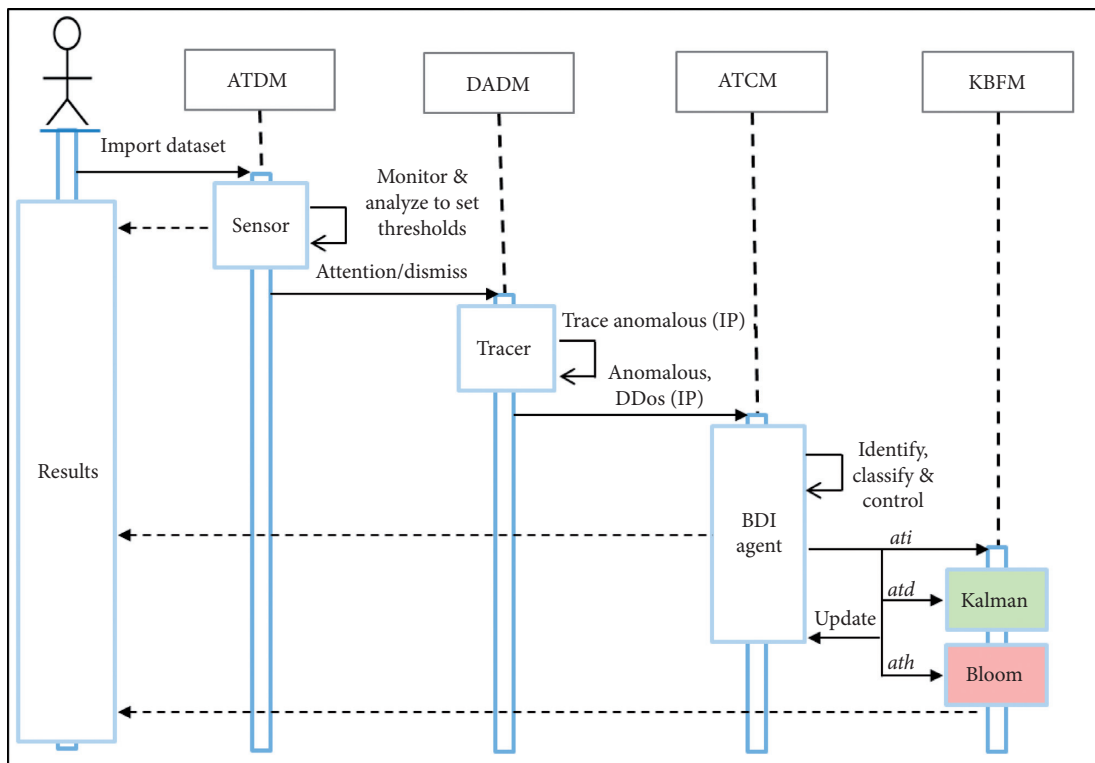 ATDM
DADM
ATCM
KBFM
Import dataset
Monitor &
analyze to set
thresholds
Sensor
Attention/dismiss
Trace anomalous (IP)
Tracer
Anomalous,
DDos (IP)
Identify,
classify &
control
Results
BDI
agent
ati
atd
Kalman
Update
ath
Bloom